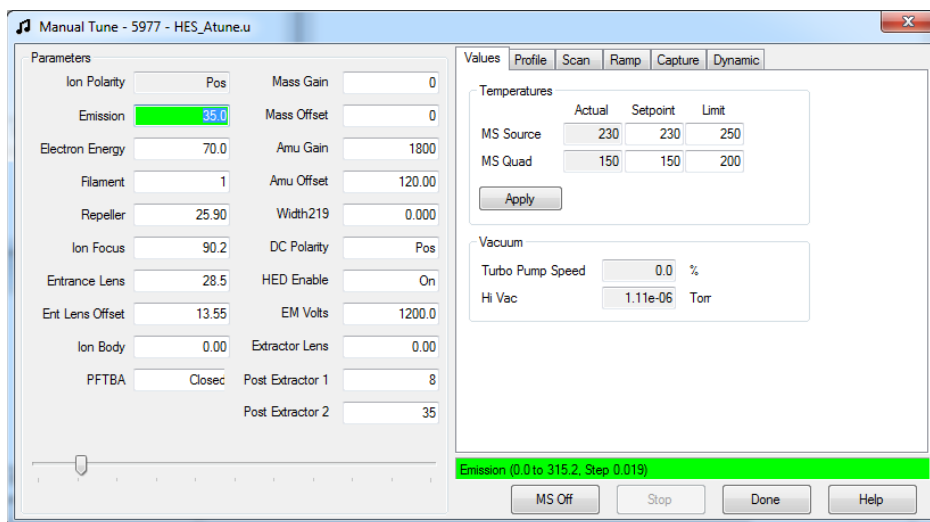 Manual Tune - 5977 - HES_Atune.u
Parameters
Ion Polarity Pos Mass Gain 0
Emission 35.0 Mass Offset 0
Electron Energy 70.0 Amu Gain 1800
Filament 1 Amu Offset 120.00
Repeller 25.90 Width219 0.000
Ion Focus 90.2 DC Polarity Pos
Entrance Lens 28.5 HED Enable On
Ent Lens Offset 13.55 EM Volts 1200.0
Ion Body 0.00 Extractor Lens 0.00
PFTBA Closed Post Extractor 1 8
Post Extractor 2 35
Values Profile Scan Ramp Capture Dynamic
Temperatures
Actual Setpoint Limit
MS Source 230 230 250
MS Quad 150 150 200
Apply
Vacuum
Turbo Pump Speed 0.0 %
Hi Vac 1.11e-06 Torr
Emission (0.0 to 315.2, Step 0.019)
MS Off Stop Done Help